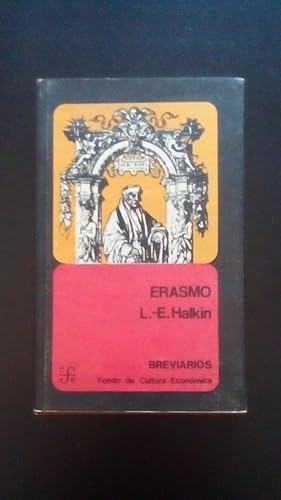 ERASMO
L.-E. Halkin
BREVIARIOS
Fondo de Cultura Económica